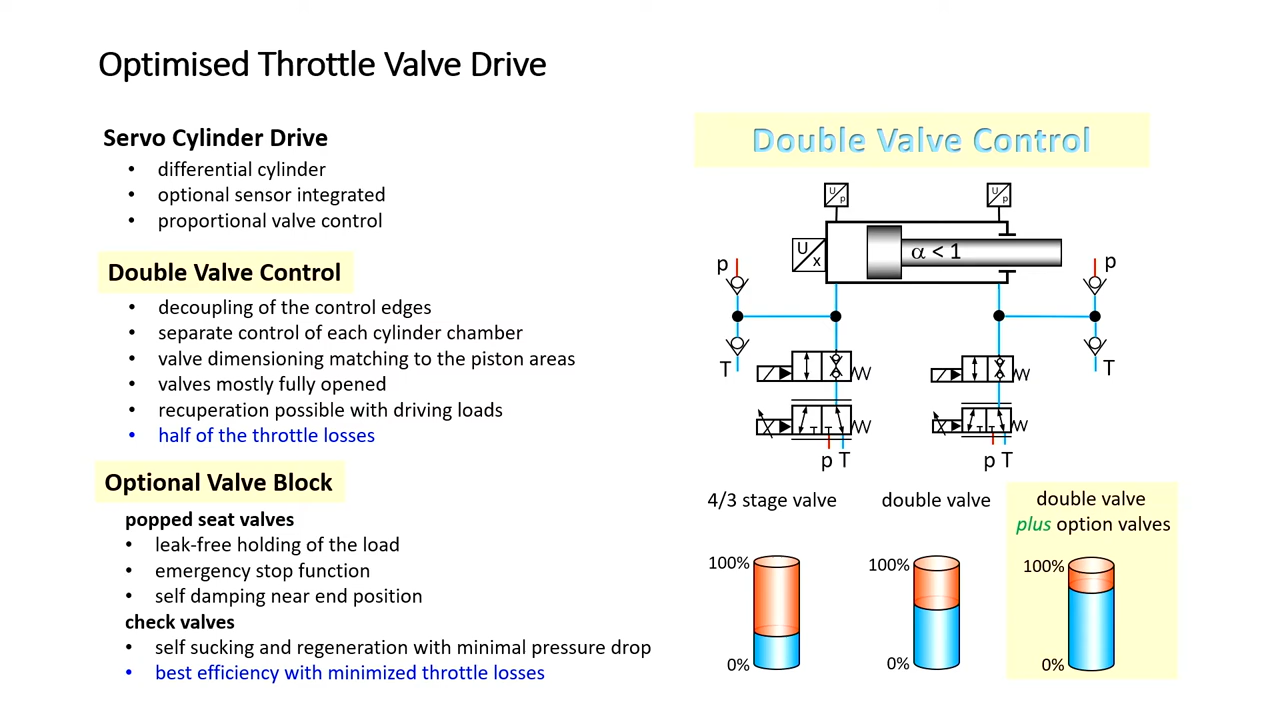 Optimised Throttle Valve Drive
Servo Cylinder Drive
• differential cylinder
• optional sensor integrated
• proportional valve control
Double Valve Control
• decoupling of the control edges
• separate control of each cylinder chamber
• valve dimensioning matching to the piston areas
• valves mostly fully opened
• recuperation possible with driving loads
• half of the throttle losses
Optional Valve Block
popped seat valves
• leak-free holding of the load
• emergency stop function
• self damping near end position
check valves
• self sucking and regeneration with minimal pressure drop
• best efficiency with minimized throttle losses
Double Valve Control
U p
U p
U x
α < 1
p
p
T
T
p T
p T
4/3 stage valve
double valve
double valve
plus option valves
100%
100%
100%
0%
0%
0%